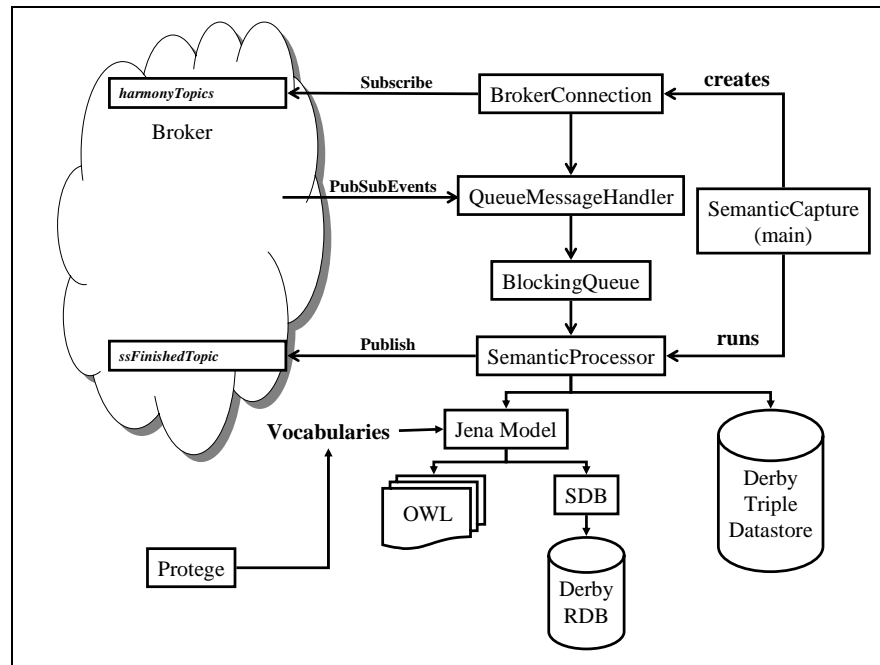 harmonyTopics
Subscribe
BrokerConnection
creates
Broker
PubSubEvents
QueueMessageHandler
SemanticCapture
(main)
BlockingQueue
ssFinishedTopic
Publish
SemanticProcessor
runs
Vocabularies
Jena Model
OWL
SDB
Derby
Triple
Datastore
Protege
Derby
RDB